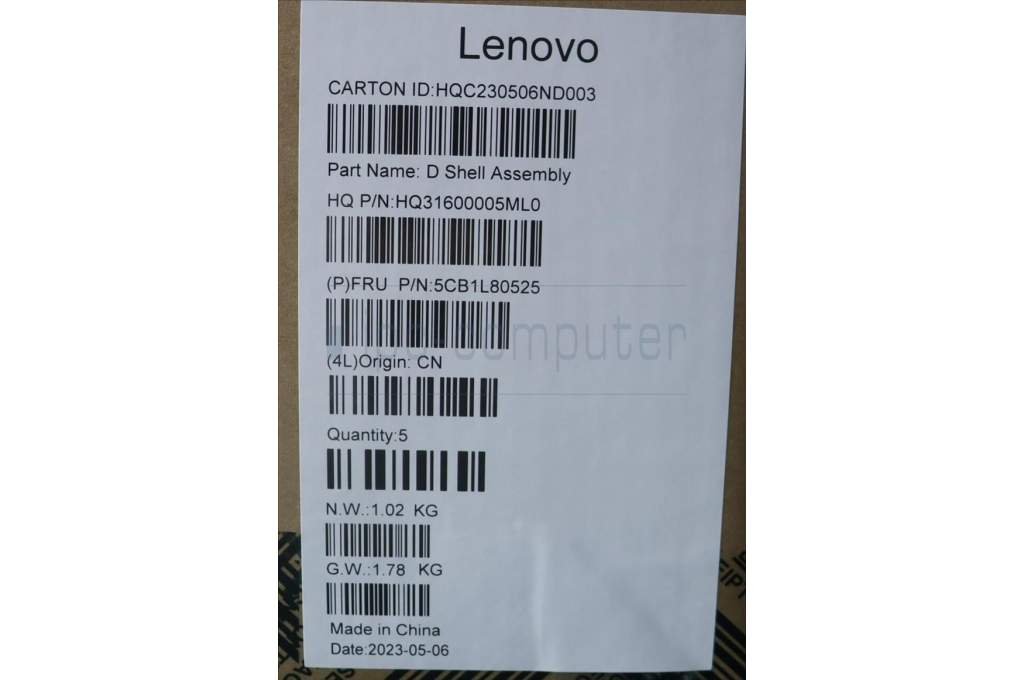 Lenovo
CARTON ID:HQC230506ND003
Part Name: D Shell Assembly
HQ P/N:HQ31600005ML0
(P)FRU P/N:5CB1L80525
computer
(4L)Origin: CN
Quantity:5
N.W.:1.02 KG
G.W.:1.78 KG
Made in China
Date:2023-05-06